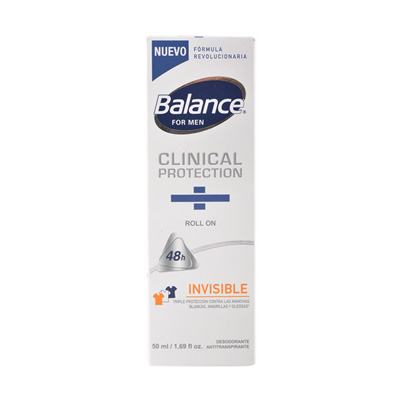 NUEVO
FÓRMULA
REVOLUCIONARIA
Balance®
FOR MEN
CLINICAL
PROTECTION
ROLL ON
48h
INVISIBLE
TRIPLE PROTECCIÓN CONTRA LAS MANCHAS
BLANCAS, AMARILLAS Y OLEOSAS*
50 ml / 1,69 fl oz.
DESODORANTE
ANTITRANSPIRANTE